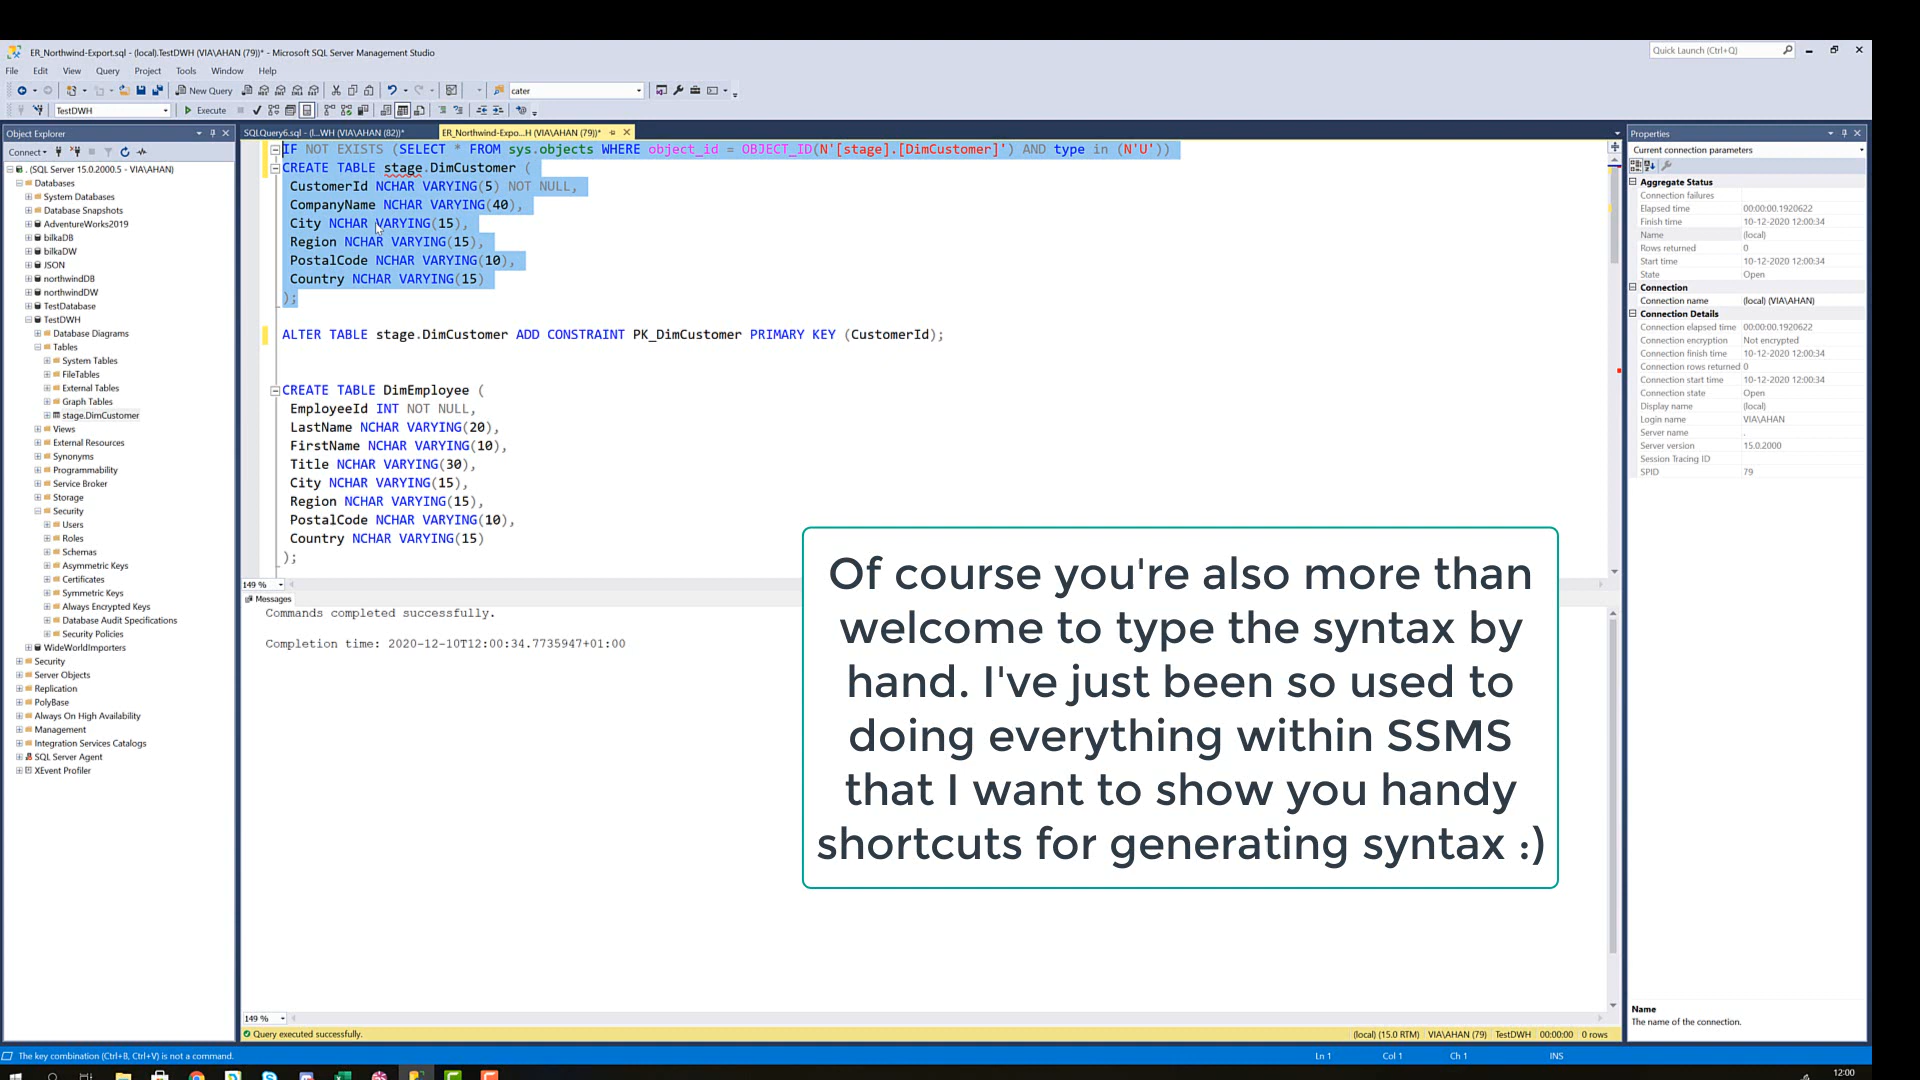 ER_Northwind-Export.sql - (local).TestDWH (VIA\AHAN (79))* - Microsoft SQL Server Management Studio
Quick Launch (Ctrl+Q)
File Edit View Query Project Tools Window Help
New Query
cater
TestDWH
Execute
Object Explorer
SQLQuery6.sql - (l...WH (VIA\AHAN (82))*
ER_Northwind-Expo...H (VIA\AHAN (79))*
Properties
Connect
Current connection parameters
. (SQL Server 15.0.2000.5 - VIA\AHAN)
Databases
System Databases
Database Snapshots
AdventureWorks2019
bilkaDB
bilkaDW
JSON
northwindDB
northwindDW
TestDatabase
TestDWH
Database Diagrams
Tables
System Tables
FileTables
External Tables
Graph Tables
stage.DimCustomer
Views
External Resources
Synonyms
Programmability
Service Broker
Storage
Security
Users
Roles
Schemas
Asymmetric Keys
Certificates
Symmetric Keys
Always Encrypted Keys
Database Audit Specifications
Security Policies
WideWorldImporters
Security
Server Objects
Replication
PolyBase
Always On High Availability
Management
Integration Services Catalogs
SQL Server Agent
XEvent Profiler
IF NOT EXISTS (SELECT * FROM sys.objects WHERE object_id = OBJECT_ID(N'[stage].[DimCustomer]') AND type in (N'U'))
CREATE TABLE stage.DimCustomer (
CustomerId NCHAR VARYING(5) NOT NULL,
CompanyName NCHAR VARYING(40),
City NCHAR VARYING(15),
Region NCHAR VARYING(15),
PostalCode NCHAR VARYING(10),
Country NCHAR VARYING(15)
);
ALTER TABLE stage.DimCustomer ADD CONSTRAINT PK_DimCustomer PRIMARY KEY (CustomerId);
CREATE TABLE DimEmployee (
EmployeeId INT NOT NULL,
LastName NCHAR VARYING(20),
FirstName NCHAR VARYING(10),
Title NCHAR VARYING(30),
City NCHAR VARYING(15),
Region NCHAR VARYING(15),
PostalCode NCHAR VARYING(10),
Country NCHAR VARYING(15)
);
149 %
Messages
Commands completed successfully.
Completion time: 2020-12-10T12:00:34.7735947+01:00
Of course you're also more than
welcome to type the syntax by
hand. I've just been so used to
doing everything within SSMS
that I want to show you handy
shortcuts for generating syntax :)
Aggregate Status
Connection failures
Elapsed time 00:00:00.1920622
Finish time 10-12-2020 12:00:34
Name (local)
Rows returned 0
Start time 10-12-2020 12:00:34
State Open
Connection
Connection name (local) (VIA\AHAN)
Connection Details
Connection elapsed time 00:00:00.1920622
Connection encryption Not encrypted
Connection finish time 10-12-2020 12:00:34
Connection rows returned 0
Connection start time 10-12-2020 12:00:34
Connection state Open
Display name (local)
Login name VIA\AHAN
Server name .
Server version 15.0.2000
Session Tracing ID
SPID 79
Name
The name of the connection.
149 %
Query executed successfully.
(local) (15.0 RTM) VIA\AHAN (79) TestDWH 00:00:00 0 rows
The key combination (Ctrl+B, Ctrl+V) is not a command.
Ln 1 Col 1 Ch 1 INS
12:00